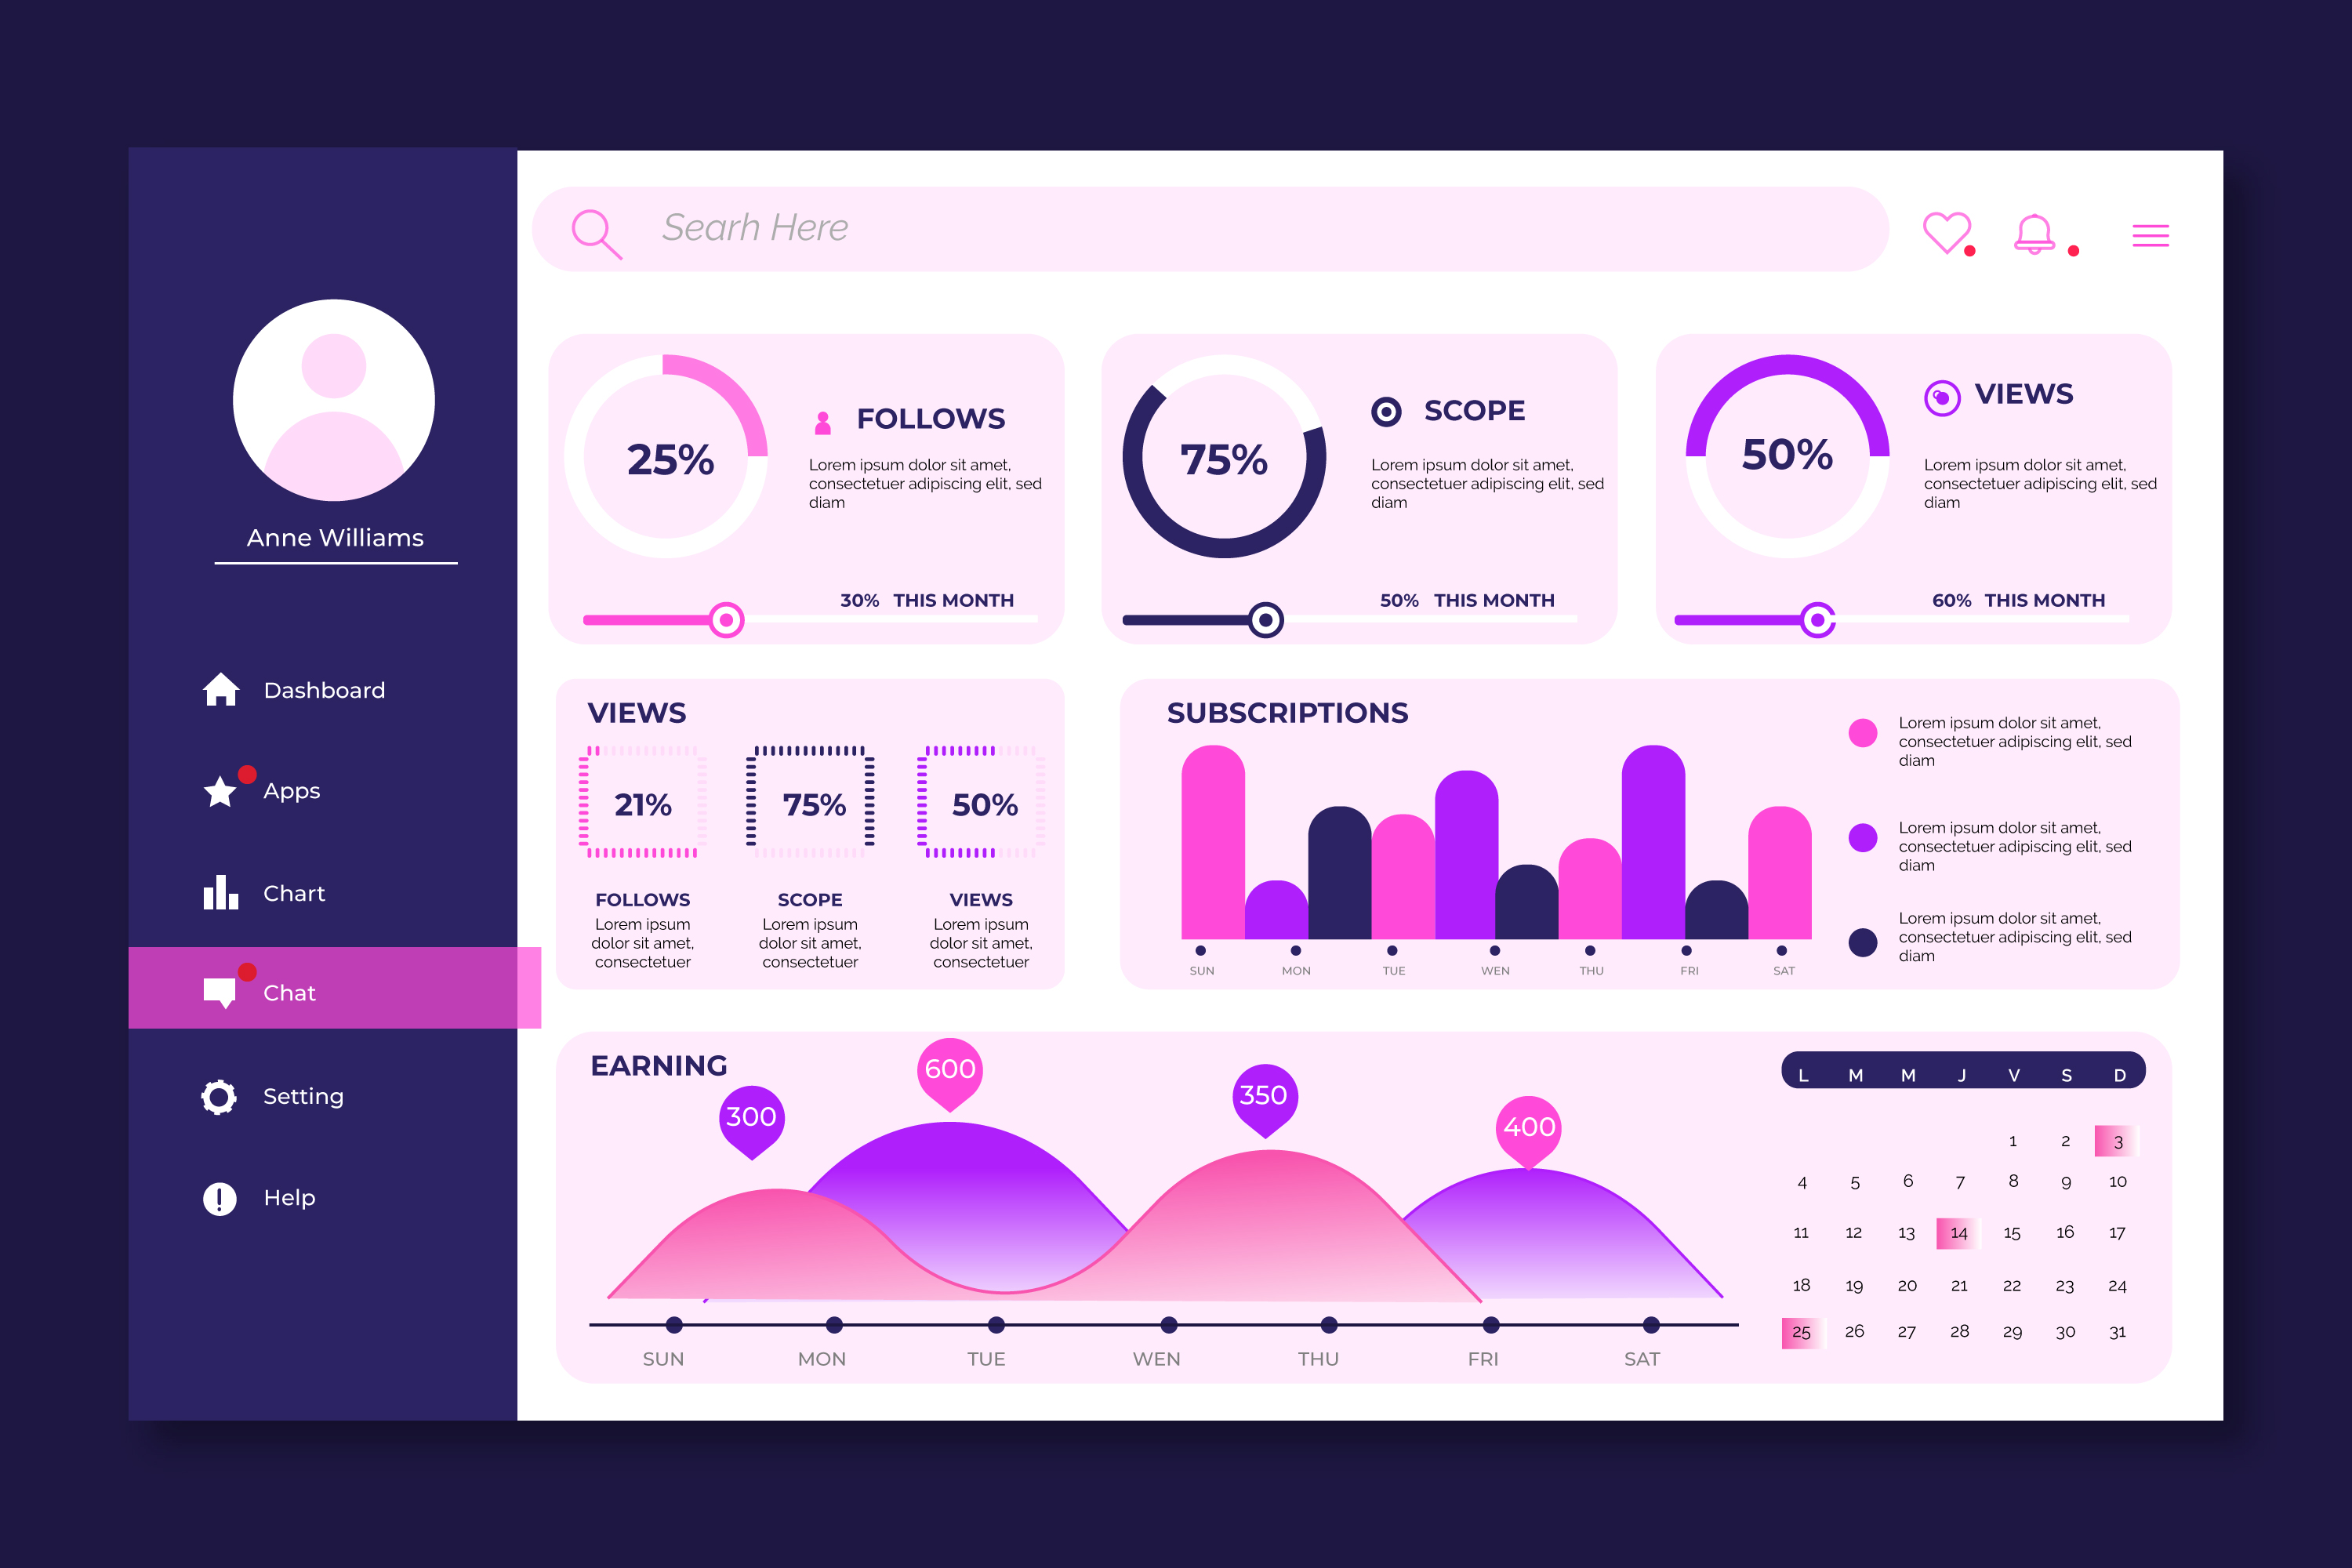 Searh Here
Anne Williams
Dashboard
Apps
Chart
Chat
Setting
Help
25%
FOLLOWS
Lorem ipsum dolor sit amet,
consectetuer adipiscing elit, sed
diam
30% THIS MONTH
75%
SCOPE
Lorem ipsum dolor sit amet,
consectetuer adipiscing elit, sed
diam
50% THIS MONTH
50%
VIEWS
Lorem ipsum dolor sit amet,
consectetuer adipiscing elit, sed
diam
60% THIS MONTH
VIEWS
21%
FOLLOWS
Lorem ipsum
dolor sit amet,
consectetuer
75%
SCOPE
Lorem ipsum
dolor sit amet,
consectetuer
50%
VIEWS
Lorem ipsum
dolor sit amet,
consectetuer
SUBSCRIPTIONS
SUN MON TUE WEN THU FRI SAT
Lorem ipsum dolor sit amet,
consectetuer adipiscing elit, sed
diam
Lorem ipsum dolor sit amet,
consectetuer adipiscing elit, sed
diam
Lorem ipsum dolor sit amet,
consectetuer adipiscing elit, sed
diam
EARNING
300
600
350
400
SUN MON TUE WEN THU FRI SAT
L M M J V S D
1 2 3
4 5 6 7 8 9 10
11 12 13 14 15 16 17
18 19 20 21 22 23 24
25 26 27 28 29 30 31